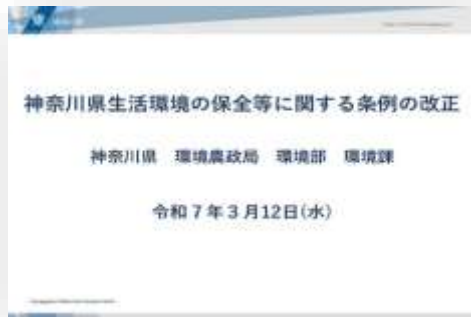 神奈川県生活環境の保全等に関する条例の改正
神奈川県　環境農政局　環境部　環境課
令和７年３月12日(水)